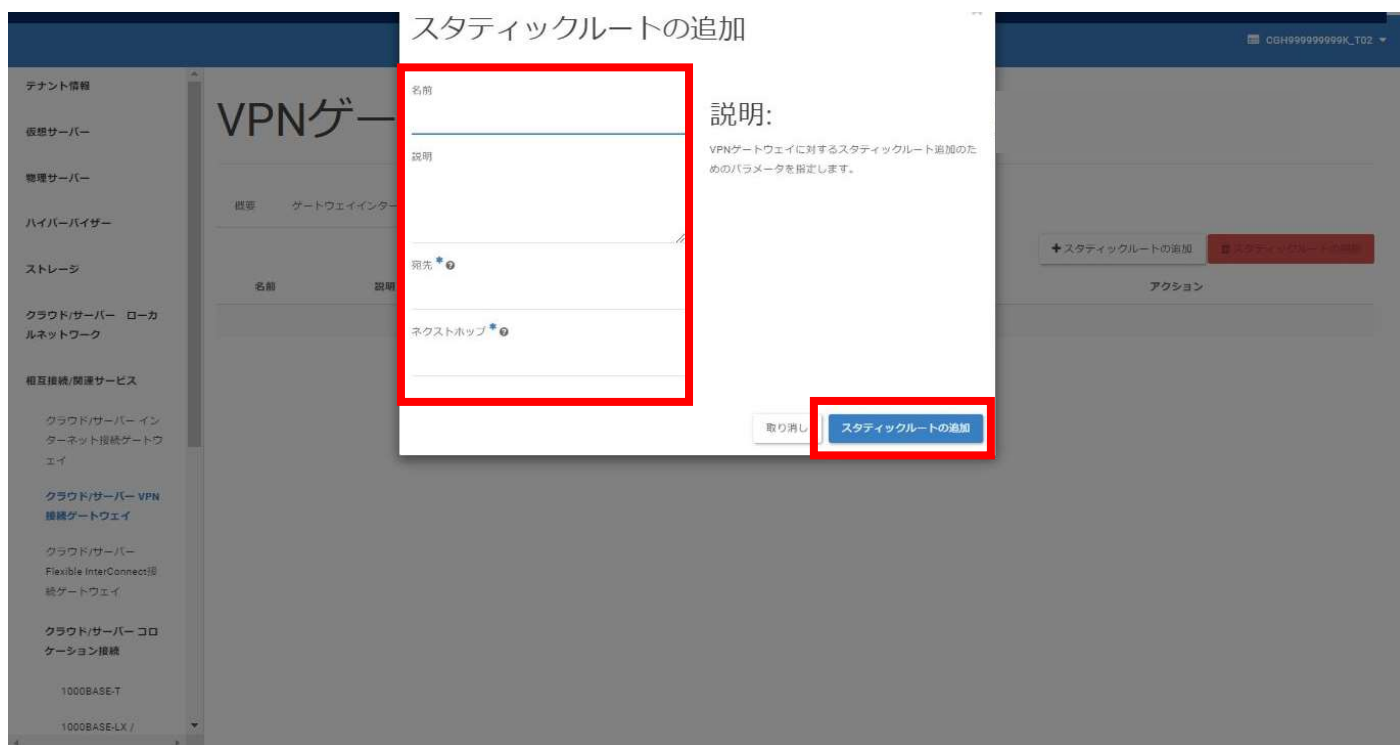 スタティックルートの追加
CGH999999999K_T02
テナント情報
仮想サーバー
物理サーバー
ハイパーバイザー
ストレージ
クラウド/サーバー ローカ
ルネットワーク
相互接続/関連サービス
クラウド/サーバー イン
ターネット接続ゲートウ
ェイ
クラウド/サーバー VPN
接続ゲートウェイ
クラウド/サーバー
Flexible InterConnect接
続ゲートウェイ
クラウド/サーバー コロ
ケーション接続
1000BASE-T
1000BASE-LX /
VPNゲー
概要 ゲートウェイインター
+スタティックルートの追加 スタティックルートの削除
名前 説明 アクション
名前
説明
宛先*
ネクストホップ*
説明:
VPNゲートウェイに対するスタティックルート追加のた
めのパラメータを指定します。
取り消し スタティックルートの追加